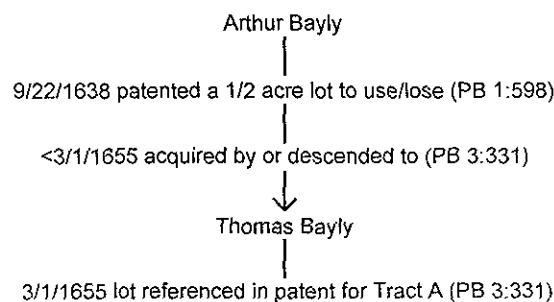 Arthur Bayly
9/22/1638 patented a 1/2 acre lot to use/lose (PB 1:598)
<3/1/1655 acquired by or descended to (PB 3:331)
Thomas Bayly
3/1/1655 lot referenced in patent for Tract A (PB 3:331)